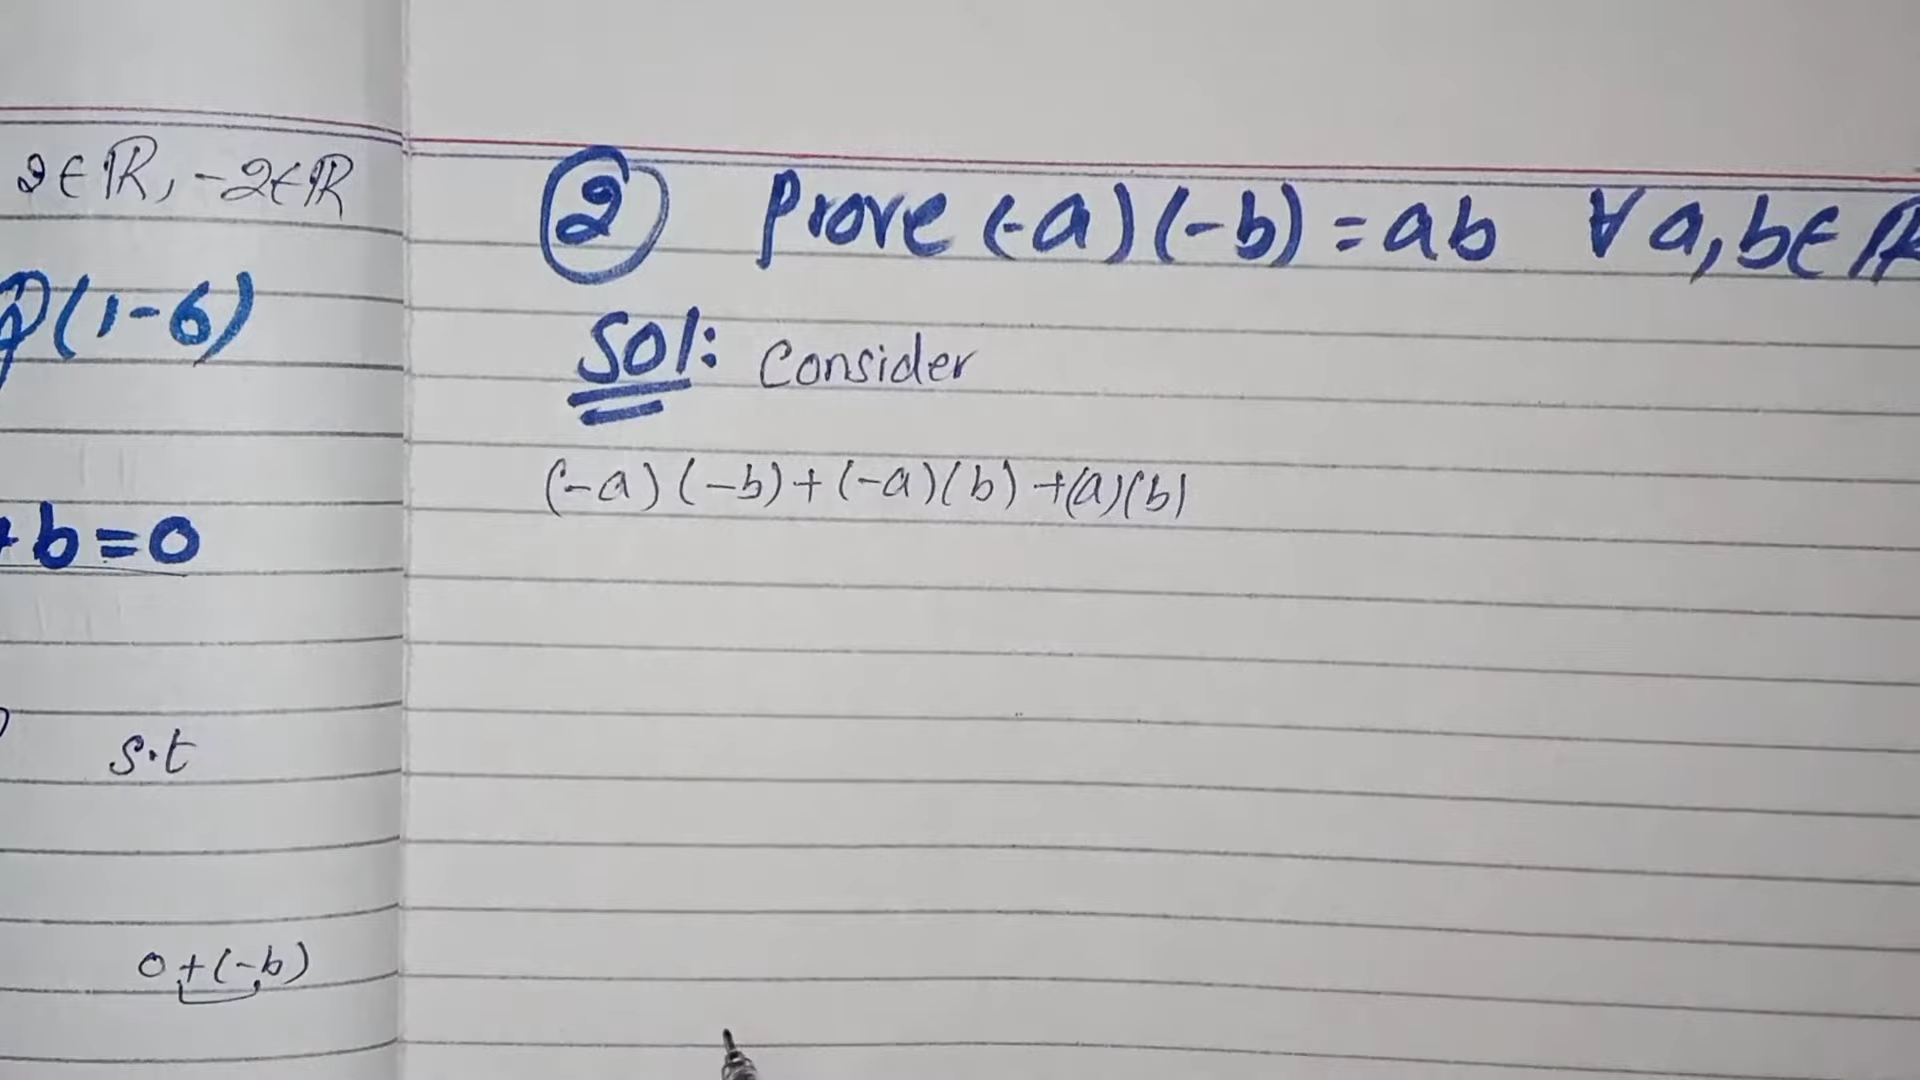 2 ∈ ℝ, -2 ∈ ℝ
(1-6)
+b=0
s.t
0+(-b)
② Prove (-a)(-b)=ab ∀ a,b∈ ℝ
Sol: Consider
(-a)(-b)+(-a)(b)+(a)(b)